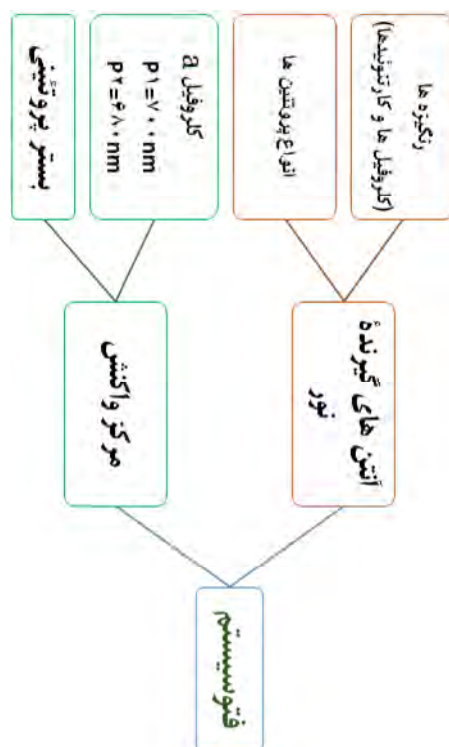 فتوسیستم
آنتن های گیرندهٔ
نور
رنگیزه ها
(کلروفیل ها و کارتنوئیدها)
انواع پروتئین ها
مرکز واکنش
کلروفیل a
P۱=۷۰۰nm
P۲=۶۸۰nm
بستر پروتئینی